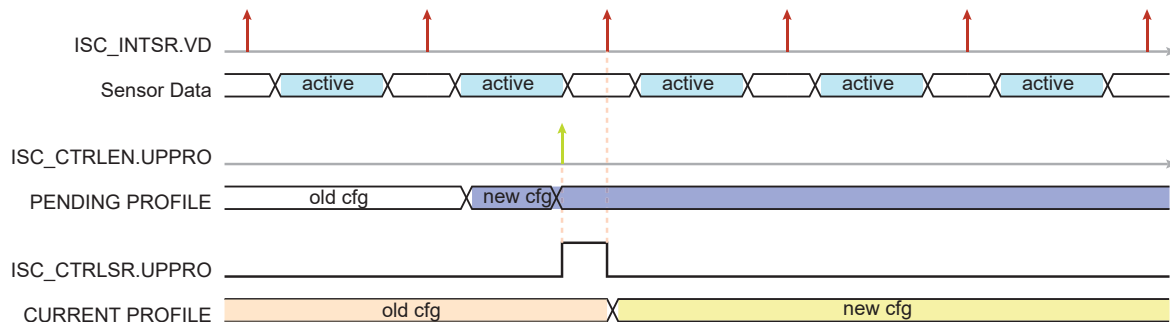 ISC_INTSR.VD
Sensor Data
active active active active active
ISC_CTRLEN.UPPRO
PENDING PROFILE
old cfg new cfg
ISC_CTRLSR.UPPRO
CURRENT PROFILE
old cfg new cfg